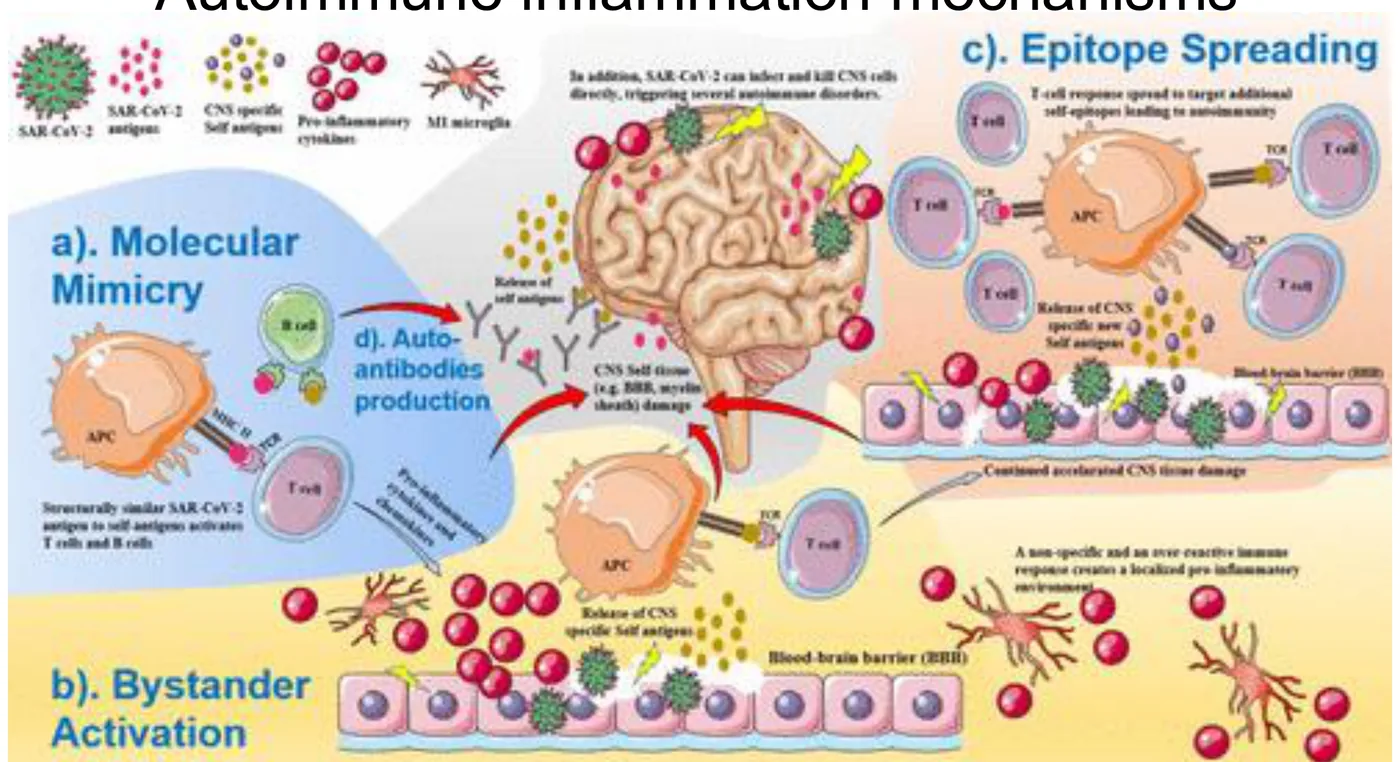 Autoimmune inflammation mechanisms
SAR-CoV-2
SAR-CoV-2
antigens
CNS specific
Self antigens
Pro-inflammatory
cytokines
M1 microglia
In addition, SAR-CoV-2 can infect and kill CNS cells
directly, triggering several autoimmune disorders.
c). Epitope Spreading
T-cell response spread to target additional
self-epitopes leading to autoimmunity
T cell
TCR
T cell
T cell
TCR
APC
TCR
T cell
T cell
Release of CNS
specific new
Self antigens
Blood-brain barrier (BBB)
Continued accelarated CNS tissue damage
a). Molecular
Mimicry
B cell
APC
MHC II
TCR
T cell
Structurally similar SAR-CoV-2
antigen to self-antigens activates
T cells and B cells
d). Auto-
antibodies
production
Release of
self antigens
CNS Self-tissue
(e.g. BBB, myelin
sheath) damage
Pro-inflammatory
cytokines and
chemokines
APC
TCR
T cell
A non-specific and an over-reactive immune
response creates a localized pro-inflammatory
environment
Release of CNS
specific Self antigens
Blood-brain barrier (BBB)
b). Bystander
Activation